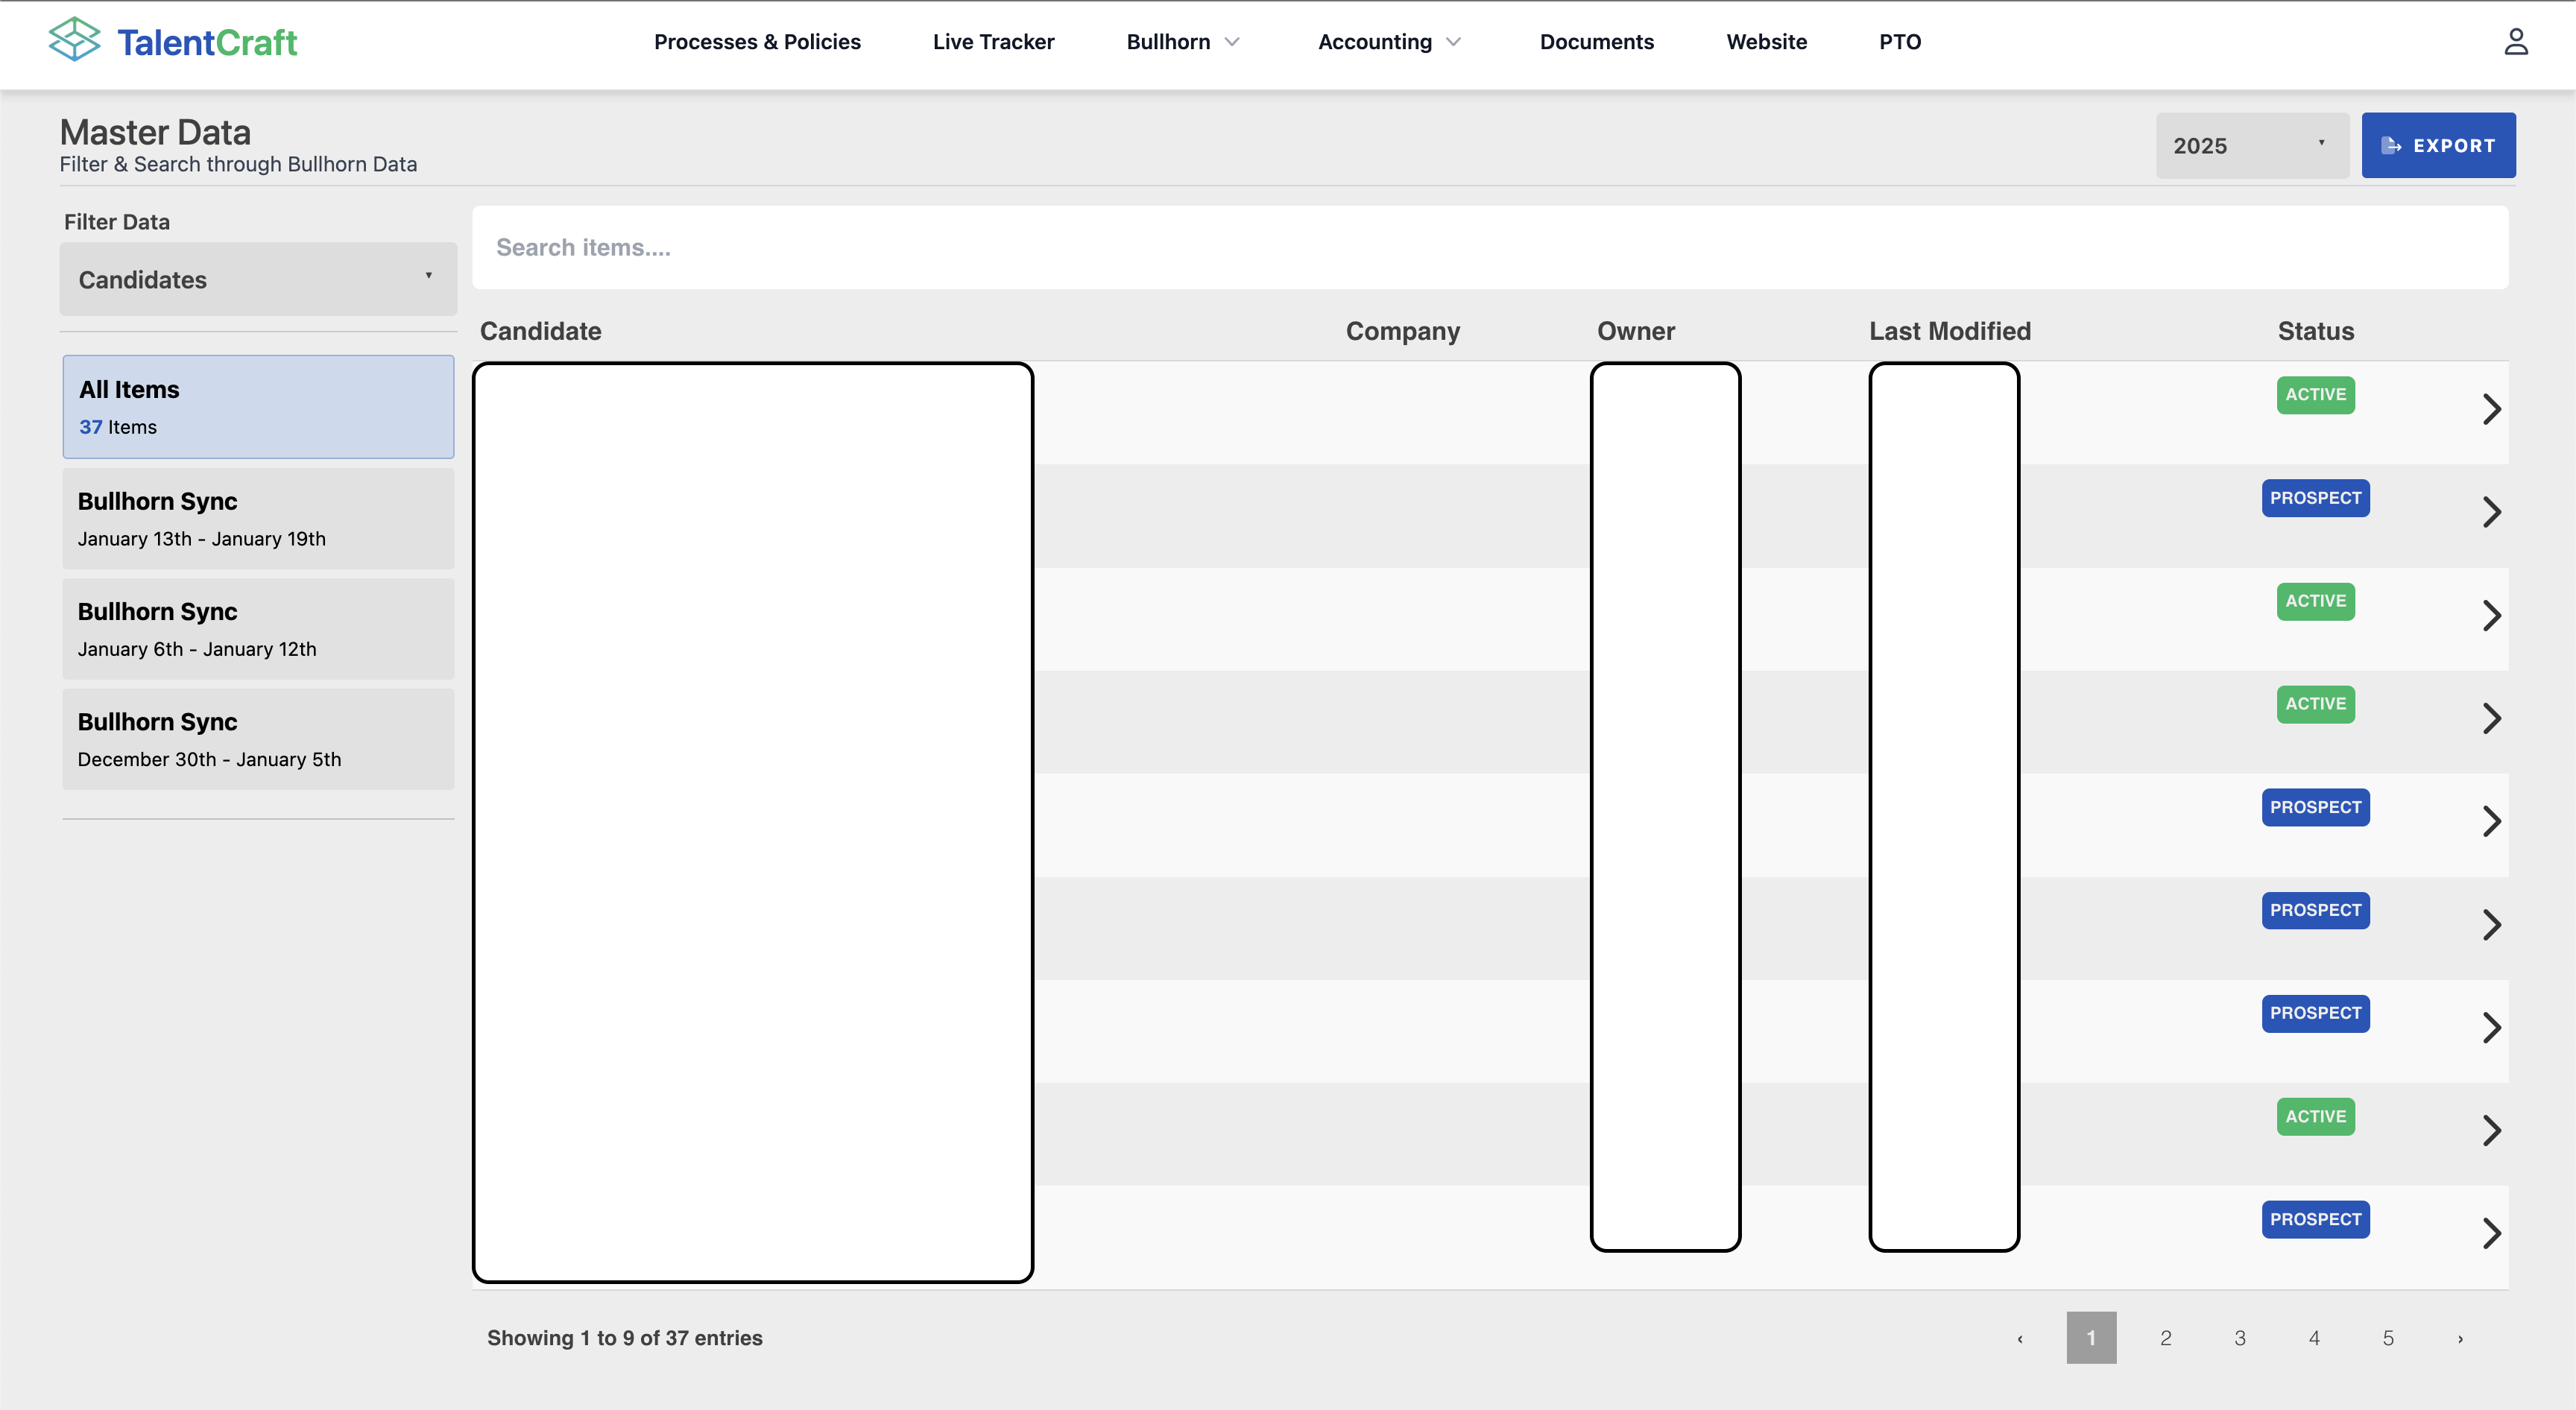 TalentCraft
Processes & Policies
Live Tracker
Bullhorn
Accounting
Documents
Website
PTO
Master Data
Filter & Search through Bullhorn Data
2025
EXPORT
Filter Data
Candidates
Search items....
All Items
37 Items
Bullhorn Sync
January 13th - January 19th
Bullhorn Sync
January 6th - January 12th
Bullhorn Sync
December 30th - January 5th
Candidate
Company
Owner
Last Modified
Status
ACTIVE
PROSPECT
ACTIVE
ACTIVE
PROSPECT
PROSPECT
PROSPECT
ACTIVE
PROSPECT
Showing 1 to 9 of 37 entries
‹ 1 2 3 4 5 ›